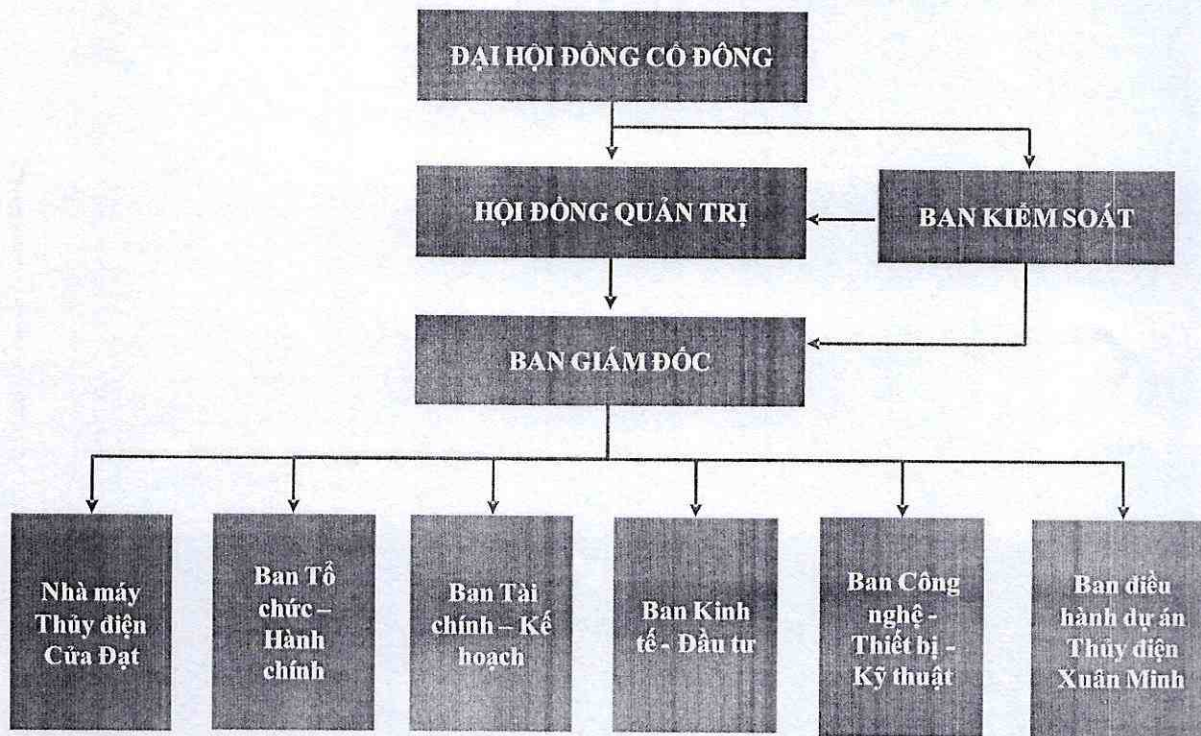 ĐẠI HỘI ĐỒNG CỔ ĐÔNG
HỘI ĐỒNG QUẢN TRỊ
BAN KIỂM SOÁT
BAN GIÁM ĐỐC
Nhà máy
Thủy điện
Cửa Đạt
Ban Tổ
chức –
Hành
chính
Ban Tài
chính – Kế
hoạch
Ban Kinh
tế - Đầu tư
Ban Công
nghệ -
Thiết bị -
Kỹ thuật
Ban điều
hành dự án
Thủy điện
Xuân Minh